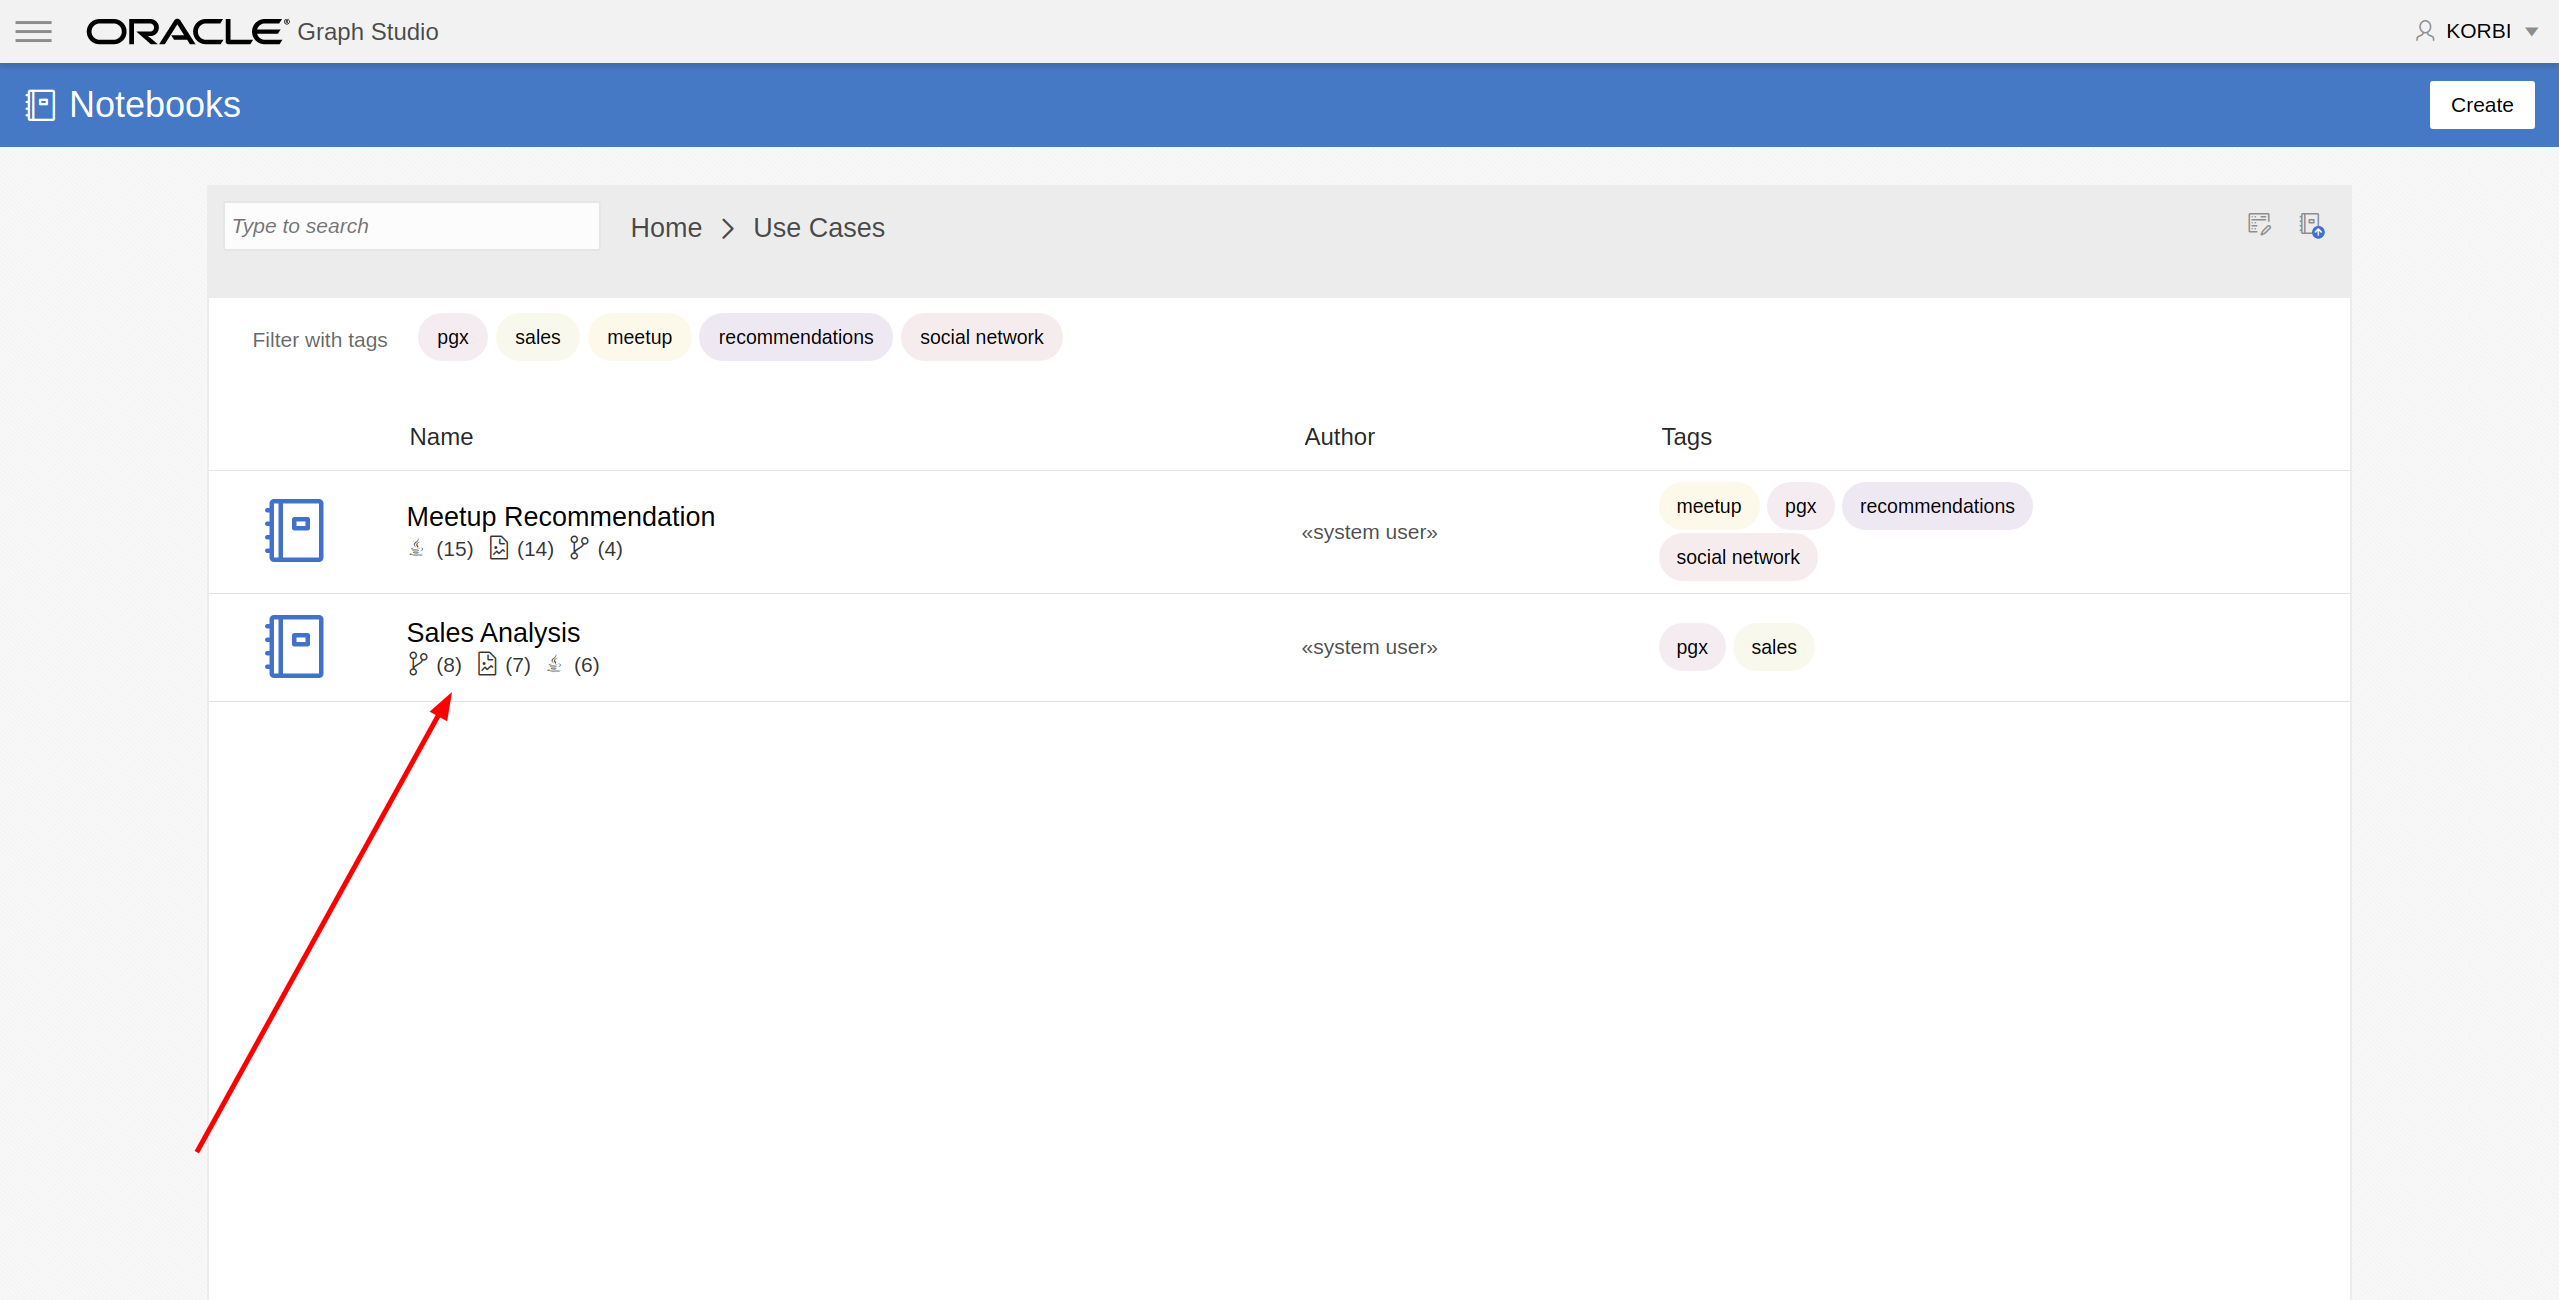 ORACLE® Graph Studio
KORBI
Notebooks
Create
Type to search
Home > Use Cases
Filter with tags pgx sales meetup recommendations social network
Name Author Tags
Meetup Recommendation
(15) (14) (4)
«system user»
meetup pgx recommendations
social network
Sales Analysis
(8) (7) (6)
«system user»
pgx sales